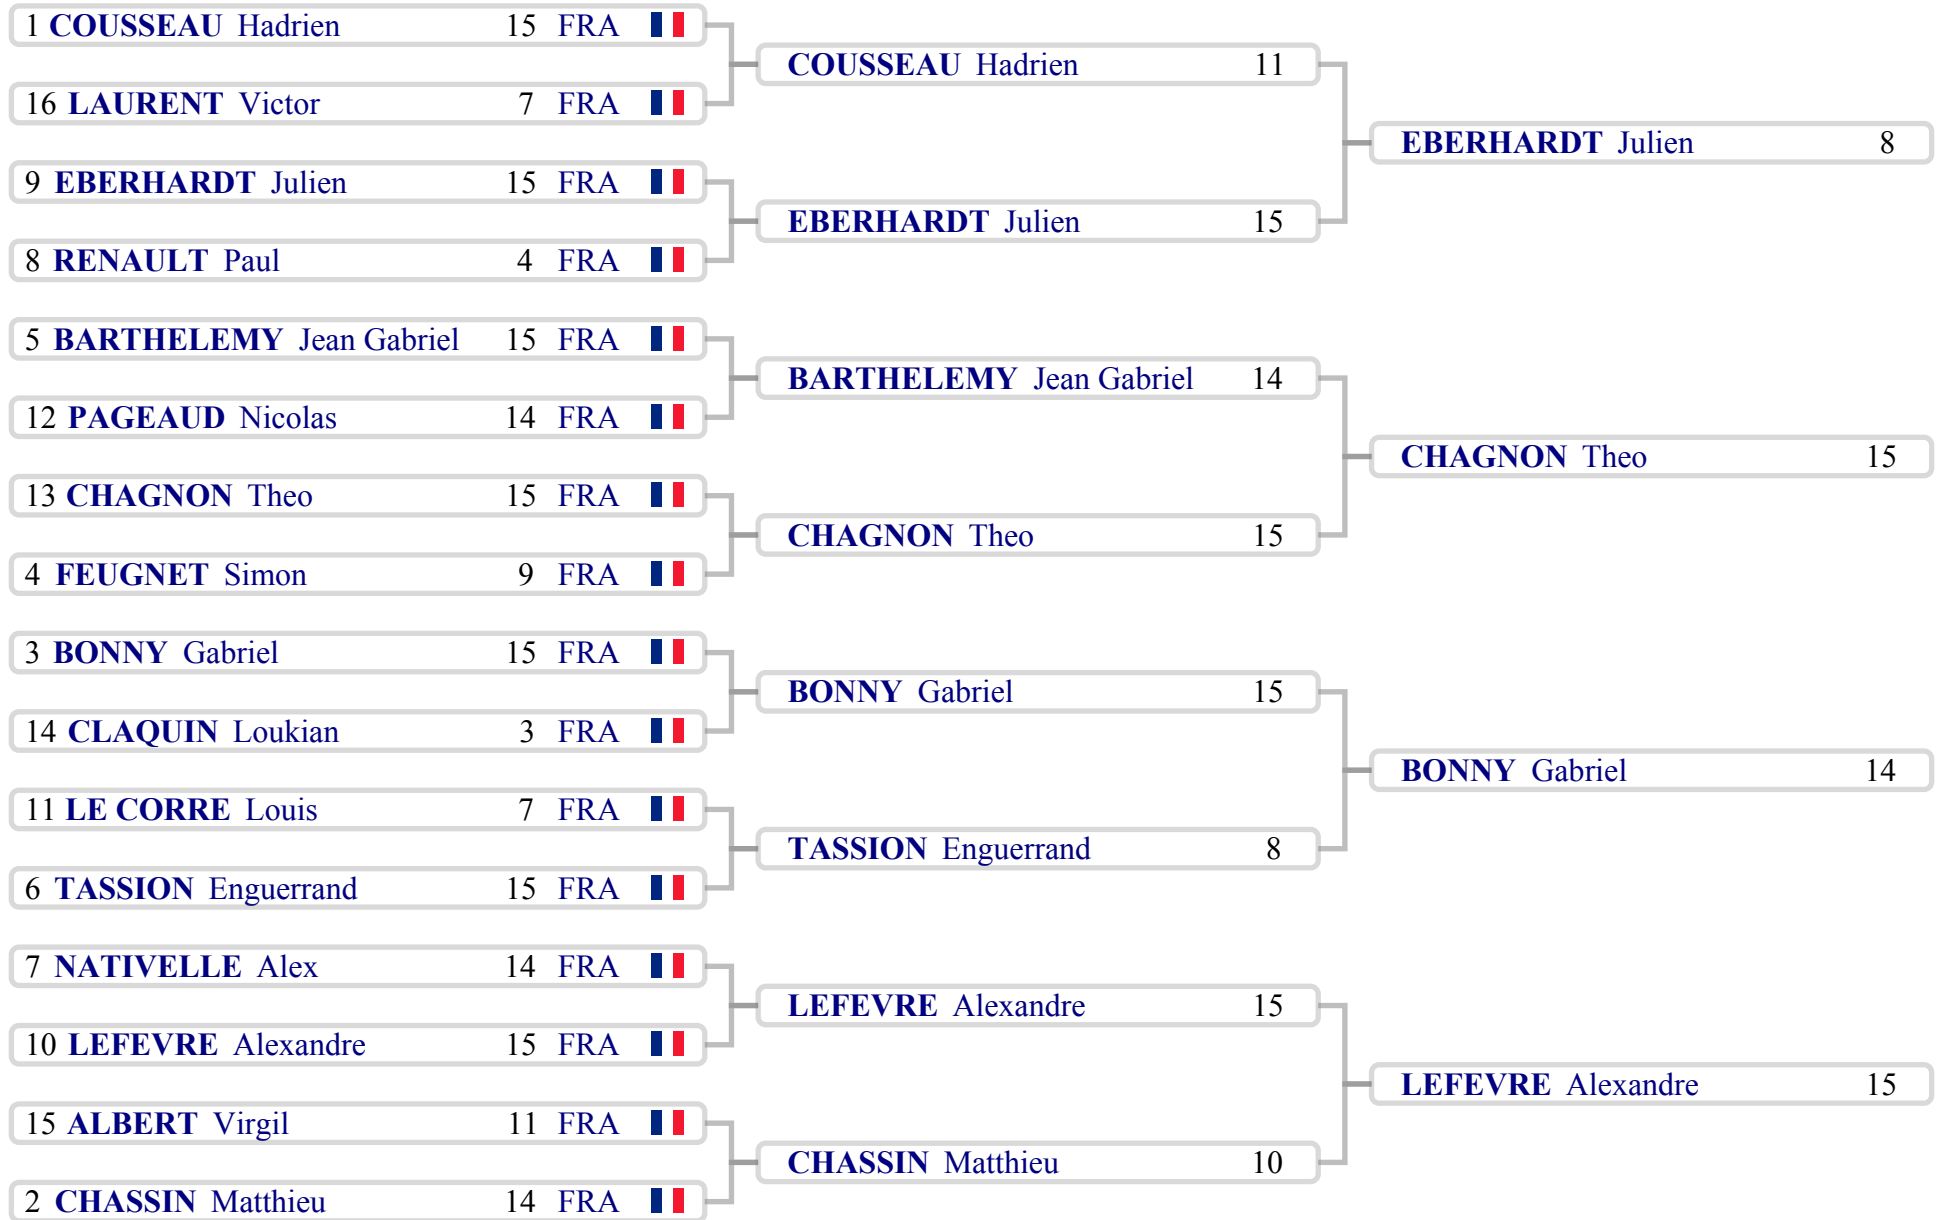 1 COUSSEAU Hadrien 15 FRA
16 LAURENT Victor 7 FRA
9 EBERHARDT Julien 15 FRA
8 RENAULT Paul 4 FRA
5 BARTHELEMY Jean Gabriel 15 FRA
12 PAGEAUD Nicolas 14 FRA
13 CHAGNON Theo 15 FRA
4 FEUGNET Simon 9 FRA
3 BONNY Gabriel 15 FRA
14 CLAQUIN Loukian 3 FRA
11 LE CORRE Louis 7 FRA
6 TASSION Enguerrand 15 FRA
7 NATIVELLE Alex 14 FRA
10 LEFEVRE Alexandre 15 FRA
15 ALBERT Virgil 11 FRA
2 CHASSIN Matthieu 14 FRA
COUSSEAU Hadrien 11
EBERHARDT Julien 15
BARTHELEMY Jean Gabriel 14
CHAGNON Theo 15
BONNY Gabriel 15
TASSION Enguerrand 8
LEFEVRE Alexandre 15
CHASSIN Matthieu 10
EBERHARDT Julien 8
CHAGNON Theo 15
BONNY Gabriel 14
LEFEVRE Alexandre 15